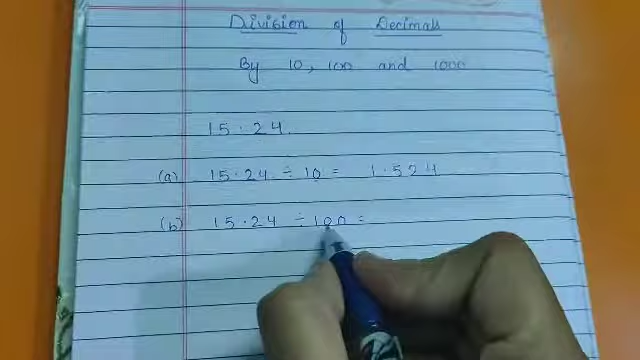 Division of Decimals
By 10, 100 and 1000
15.24.
(a) 15.24 ÷ 10 = 1.524
(b) 15.24 ÷ 100 =